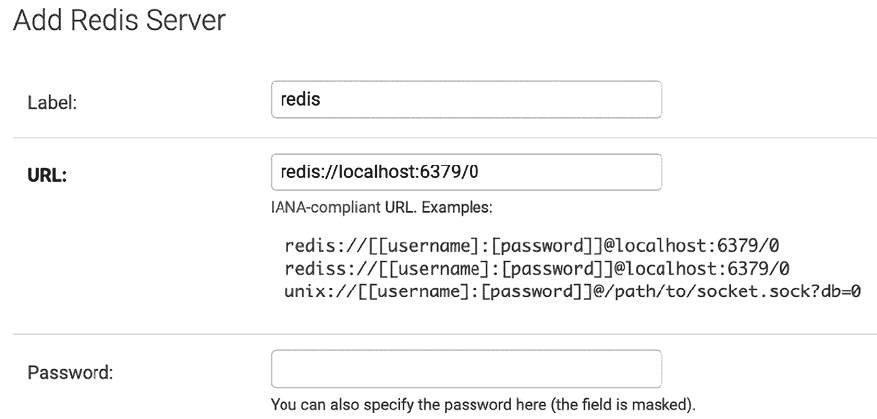 Add Redis Server
Label:
redis
URL:
redis://localhost:6379/0
IANA-compliant URL. Examples:
redis://[[username]:[password]]@localhost:6379/0
rediss://[[username]:[password]]@localhost:6379/0
unix://[[username]:[password]]@/path/to/socket.sock?db=0
Password:
You can also specify the password here (the field is masked).